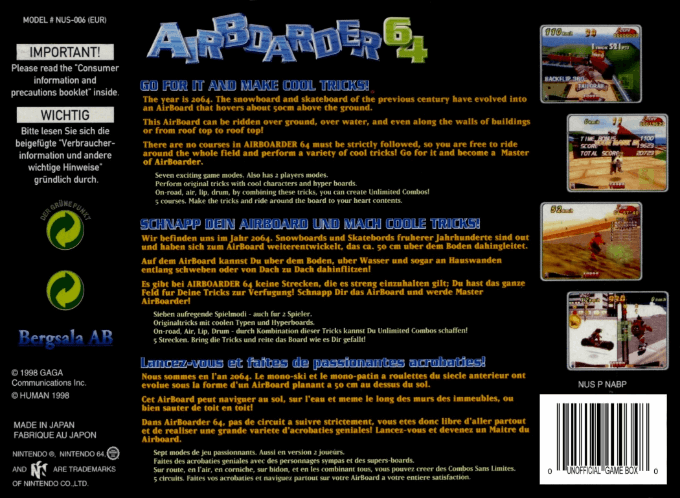 MODEL # NUS-006 (EUR)
IMPORTANT!
Please read the "Consumer
information and
precautions booklet" inside.
WICHTIG
Bitte lesen Sie sich die
beigefügte "Verbraucher-
information und andere
wichtige Hinweise"
gründlich durch.
DER GRÜNE PUNKT
Bergsala AB
© 1998 GAGA
Communications Inc.
© HUMAN 1998
MADE IN JAPAN
FABRIQUE AU JAPON
NINTENDO ®, NINTENDO 64,
AND ARE TRADEMARKS
OF NINTENDO CO.,LTD.
AIRBOARDER 64
GO FOR IT AND MAKE COOL TRICKS!
The year is 2064. The snowboard and skateboard of the previous century have evolved into
an AirBoard that hovers about 50cm above the ground.
This AirBoard can be ridden over ground, over water, and even along the walls of buildings
or from roof top to roof top!
There are no courses in AIRBOARDER 64 must be strictly followed, so you are free to ride
around the whole field and perform a variety of cool tricks! Go for it and become a Master
of AirBoarder.
Seven exciting game modes. Also has 2 players modes.
Perform original tricks with cool characters and hyper boards.
On-road, air, lip, drum, by combining these tricks, you can create Unlimited Combos!
5 courses. Make the tricks and ride around the board to your heart contents.
SCHNAPP DEIN AIRBOARD UND MACH COOLE TRICKS!
Wir befinden uns im Jahr 2064. Snowboards und Skatebords fruherer Jahrhunderte sind out
und haben sich zum AirBoard weiterentwickelt, das ca. 50 cm uber dem Boden dahingleitet.
Auf dem AirBoard kannst Du uber dem Boden, uber Wasser und sogar an Hauswanden
entlang schweben oder von Dach zu Dach dahinflitzen!
Es gibt bei AIRBOARDER 64 keine Strecken, die es streng einzuhalten gilt; Du hast das ganze
Feld fur Deine Tricks zur Verfugung! Schnapp Dir das AirBoard und werde Master
AirBoarder!
Sieben aufregende Spielmodi - auch fur 2 Spieler.
Originaltricks mit coolen Typen und Hyperboards.
On-road, Air, Lip, Drum - durch Kombination dieser Tricks kannst Du Unlimited Combos schaffen!
5 Strecken. Bring die Tricks und reite das Board wie es Dir gefallt!
Lancez-vous et faites de passionantes acrobaties!
Nous sommes en l'an 2064. Le mono-ski et le mono-patin a roulettes du siecle anterieur ont
evolue sous la forme d'un AirBoard planant a 50 cm au dessus du sol.
Cet AirBoard peut naviguer au sol, sur l'eau et meme le long des murs des immeubles, ou
bien sauter de toit en toit!
Dans AirBoarder 64, pas de circuit a suivre strictement, vous etes donc libre d'aller partout
et de realiser une grande variete d'acrobaties geniales! Lancez-vous et devenez un Maitre du
Airboard.
Sept modes de jeu passionnants. Aussi en version 2 joueurs.
Faites des acrobaties geniales avec des personnages sympas et des supers-boards.
Sur route, en l'air, en corniche, sur bidon, et en les combinant tous, vous pouvez creer des Combos Sans Limites.
5 circuits. Faites vos acrobaties et naviguez partout sur votre AirBoard a votre entiere satisfaction.
TIME BONUS 1100
SCORE 19623
TOTAL SCORE 20723
NUS P NABP
0 UNOFFICIAL GAME BOX 0